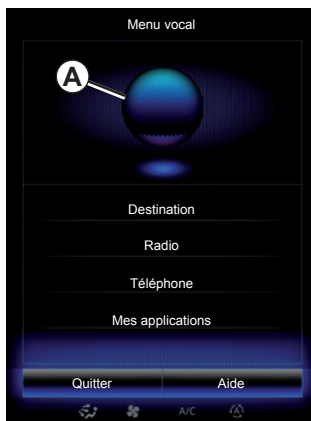 Menu vocal
A
Destination
Radio
Téléphone
Mes applications
Quitter Aide
A/C
A